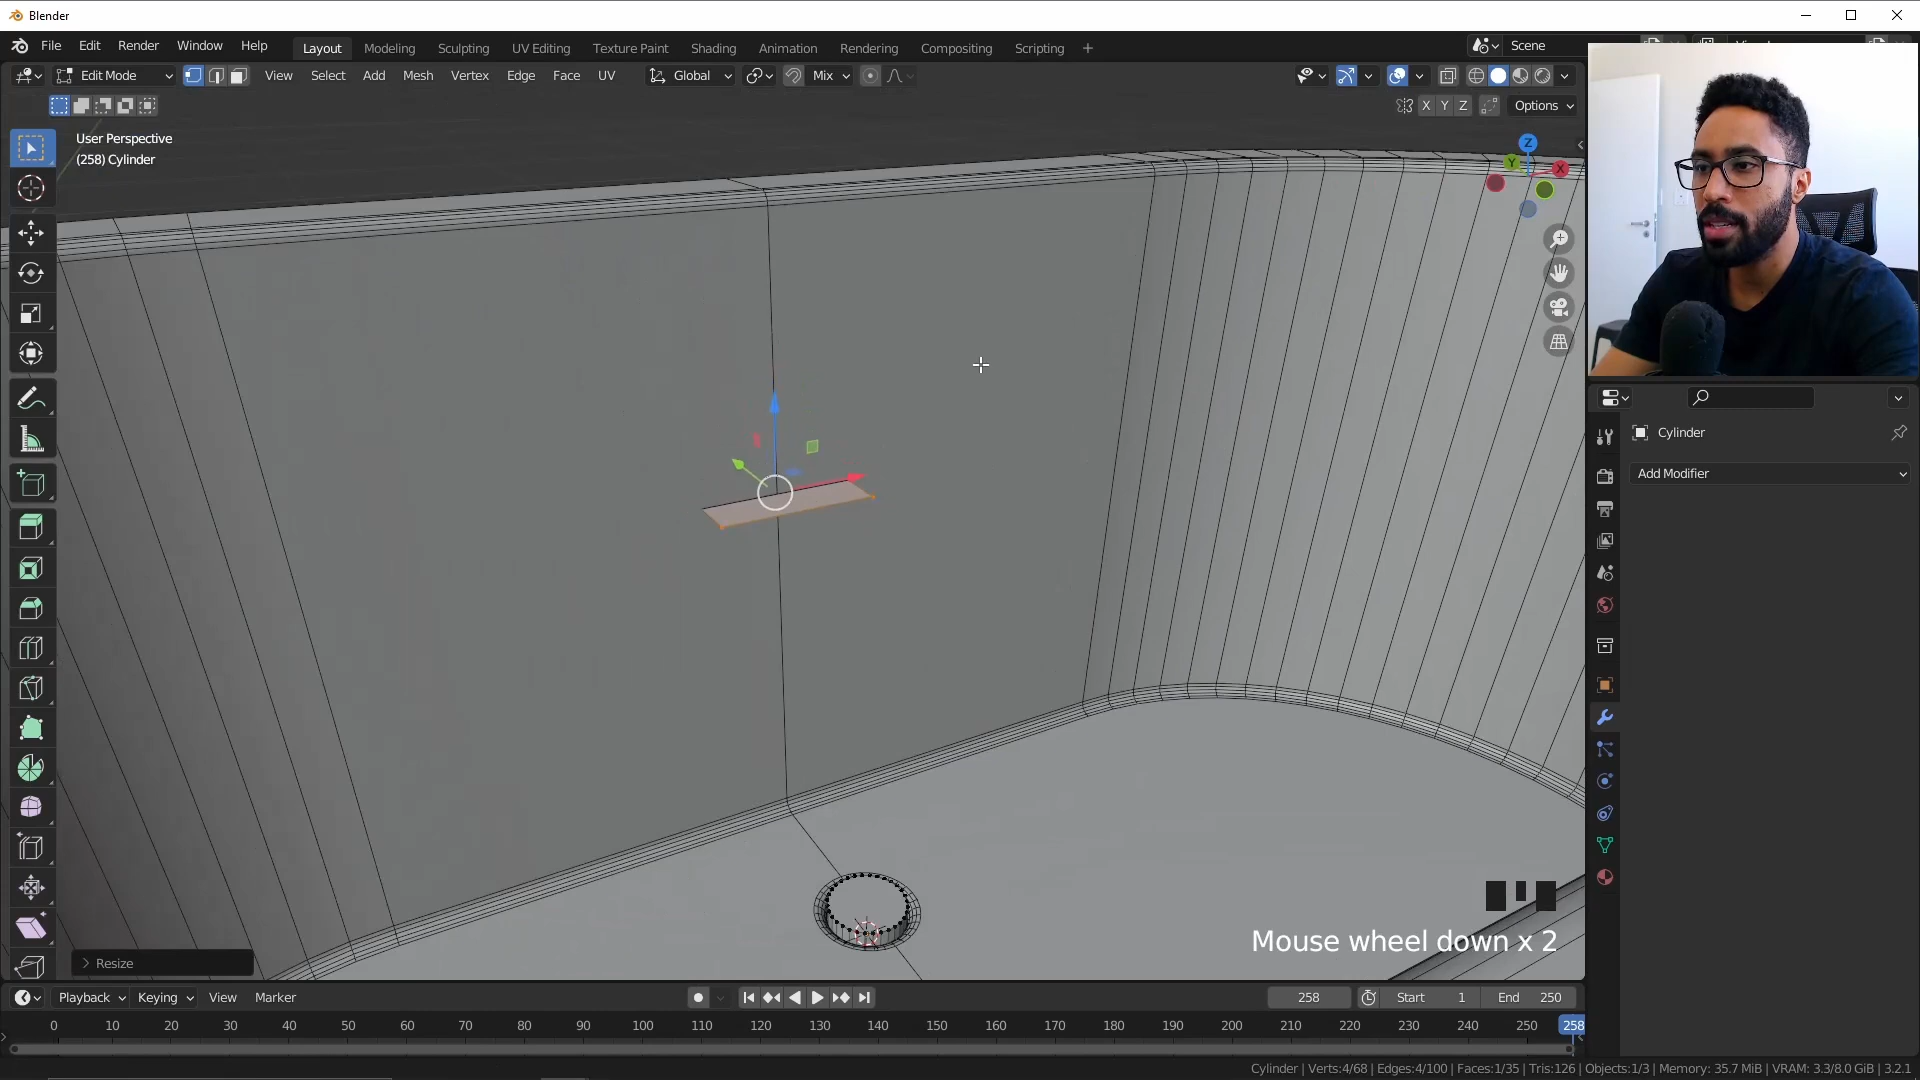 Blender
File Edit Render Window Help
Layout Modeling Sculpting UV Editing Texture Paint Shading Animation Rendering Compositing Scripting
Scene
Edit Mode View Select Add Mesh Vertex Edge Face UV Global Mix
X Y Z Options
User Perspective
(258) Cylinder
Z
Y X
Cylinder
Add Modifier
Mouse wheel down x 2
Resize
Playback Keying View Marker 258 Start 1 End 250
0 10 20 30 40 50 60 70 80 90 100 110 120 130 140 150 160 170 180 190 200 210 220 230 240 250 258
Cylinder | Verts:4/68 | Edges:4/100 | Faces:1/35 | Tris:126 | Objects:1/3 | Memory: 35.7 MiB | VRAM: 3.3/8.0 GiB | 3.2.1